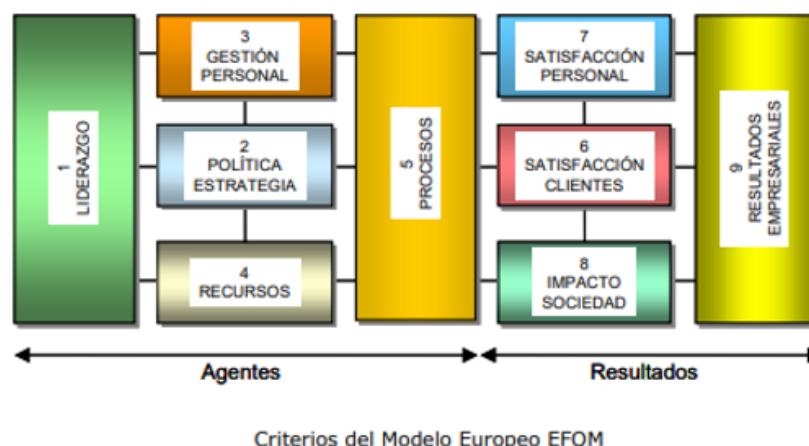 1
LIDERAZGO
3
GESTIÓN
PERSONAL
2
POLÍTICA
ESTRATEGIA
4
RECURSOS
5
PROCESOS
7
SATISFACCIÓN
PERSONAL
6
SATISFACCIÓN
CLIENTES
8
IMPACTO
SOCIEDAD
9
RESULTADOS
EMPRESARIALES
Agentes
Resultados
Criterios del Modelo Europeo EFQM